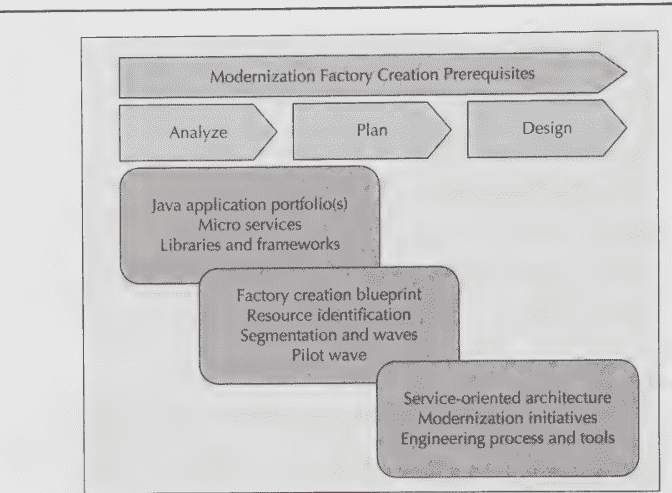 Modernization Factory Creation Prerequisites
Analyze
Plan
Design
Java application portfolio(s)
Micro services
Libraries and frameworks
Factory creation blueprint
Resource identification
Segmentation and waves
Pilot wave
Service-oriented architecture
Modernization initiatives
Engineering process and tools